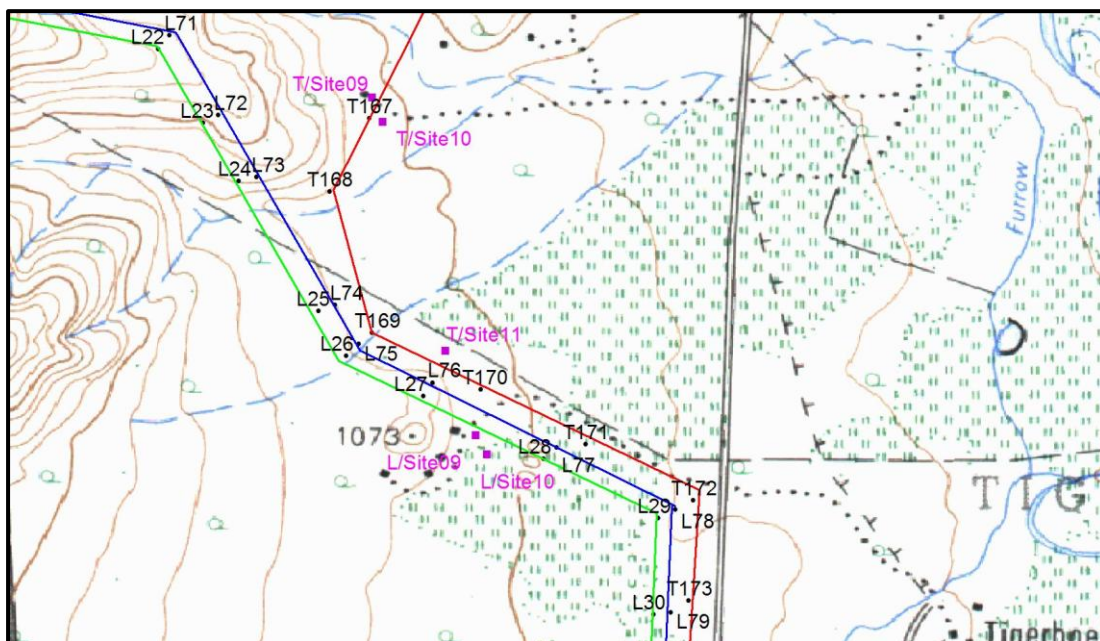 L71
L22
T/Site09
L72
T167
L23
T/Site10
L24
L73
T168
Furrow
L25
L74
T169
T/Site11
L26
L75
L76
T170
L27
1073
T171
L28
L77
L/Site09
L/Site10
T172
TIG
L29
L78
T173
L30
L79
Tigerhoe